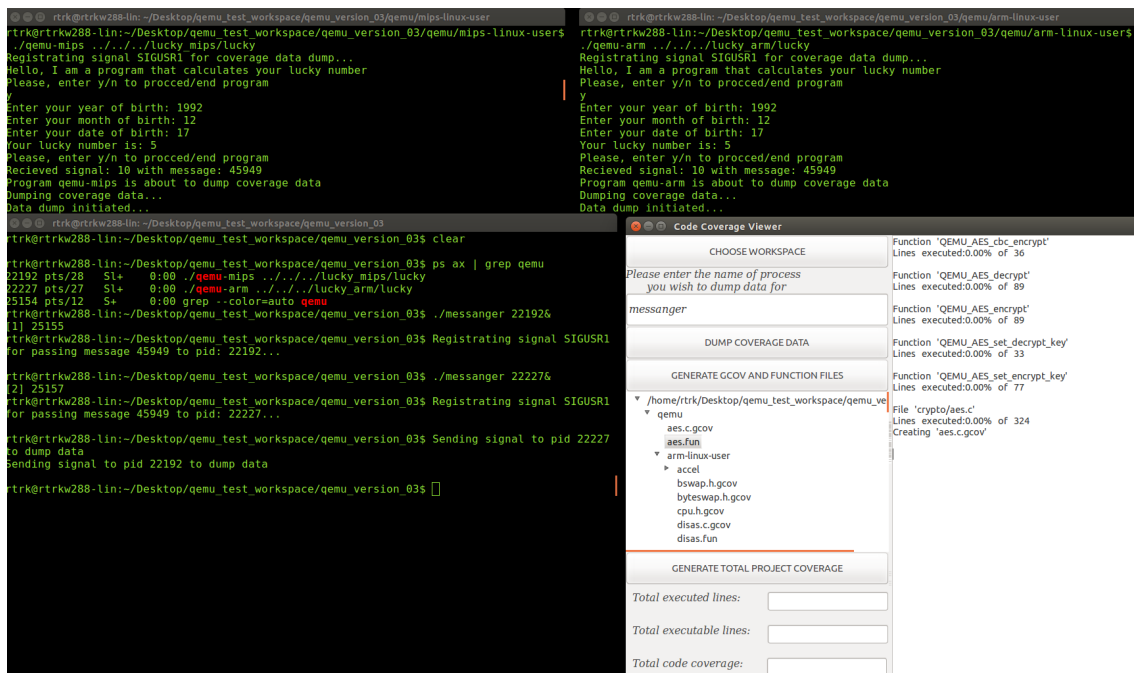 rtrk@rtrkw288-lin: ~/Desktop/qemu_test_workspace/qemu_version_03/qemu/mips-linux-user
rtrk@rtrkw288-lin:~/Desktop/qemu_test_workspace/qemu_version_03/qemu/mips-linux-user$
./qemu-mips ../../../lucky_mips/lucky
Registrating signal SIGUSR1 for coverage data dump...
Hello, I am a program that calculates your lucky number
Please, enter y/n to procced/end program
y
Enter your year of birth: 1992
Enter your month of birth: 12
Enter your date of birth: 17
Your lucky number is: 5
Please, enter y/n to procced/end program
Recieved signal: 10 with message: 45949
Program qemu-mips is about to dump coverage data
Dumping coverage data...
Data dump initiated...
rtrk@rtrkw288-lin: ~/Desktop/qemu_test_workspace/qemu_version_03/qemu/arm-linux-user
rtrk@rtrkw288-lin:~/Desktop/qemu_test_workspace/qemu_version_03/qemu/arm-linux-user$
./qemu-arm ../../../lucky_arm/lucky
Registrating signal SIGUSR1 for coverage data dump...
Hello, I am a program that calculates your lucky number
Please, enter y/n to procced/end program
y
Enter your year of birth: 1992
Enter your month of birth: 12
Enter your date of birth: 17
Your lucky number is: 5
Please, enter y/n to procced/end program
Recieved signal: 10 with message: 45949
Program qemu-arm is about to dump coverage data
Dumping coverage data...
Data dump initiated...
rtrk@rtrkw288-lin: ~/Desktop/qemu_test_workspace/qemu_version_03
rtrk@rtrkw288-lin:~/Desktop/qemu_test_workspace/qemu_version_03$ clear
rtrk@rtrkw288-lin:~/Desktop/qemu_test_workspace/qemu_version_03$ ps ax | grep qemu
22192 pts/28 Sl+ 0:00 ./qemu-mips ../../../lucky_mips/lucky
22227 pts/27 Sl+ 0:00 ./qemu-arm ../../../lucky_arm/lucky
25154 pts/12 S+ 0:00 grep --color=auto qemu
rtrk@rtrkw288-lin:~/Desktop/qemu_test_workspace/qemu_version_03$ ./messanger 22192&
[1] 25155
rtrk@rtrkw288-lin:~/Desktop/qemu_test_workspace/qemu_version_03$ Registrating signal SIGUSR1
for passing message 45949 to pid: 22192...
rtrk@rtrkw288-lin:~/Desktop/qemu_test_workspace/qemu_version_03$ ./messanger 22227&
[2] 25157
rtrk@rtrkw288-lin:~/Desktop/qemu_test_workspace/qemu_version_03$ Registrating signal SIGUSR1
for passing message 45949 to pid: 22227...
rtrk@rtrkw288-lin:~/Desktop/qemu_test_workspace/qemu_version_03$ Sending signal to pid 22227
to dump data
Sending signal to pid 22192 to dump data
rtrk@rtrkw288-lin:~/Desktop/qemu_test_workspace/qemu_version_03$
Code Coverage Viewer
CHOOSE WORKSPACE
Please enter the name of process
you wish to dump data for
messanger
DUMP COVERAGE DATA
GENERATE GCOV AND FUNCTION FILES
/home/rtrk/Desktop/qemu_test_workspace/qemu_ve
qemu
aes.c.gcov
aes.fun
arm-linux-user
accel
bswap.h.gcov
byteswap.h.gcov
cpu.h.gcov
disas.c.gcov
disas.fun
GENERATE TOTAL PROJECT COVERAGE
Total executed lines:
Total executable lines:
Total code coverage:
Function 'QEMU_AES_cbc_encrypt'
Lines executed:0.00% of 36
Function 'QEMU_AES_decrypt'
Lines executed:0.00% of 89
Function 'QEMU_AES_encrypt'
Lines executed:0.00% of 89
Function 'QEMU_AES_set_decrypt_key'
Lines executed:0.00% of 33
Function 'QEMU_AES_set_encrypt_key'
Lines executed:0.00% of 77
File 'crypto/aes.c'
Lines executed:0.00% of 324
Creating 'aes.c.gcov'